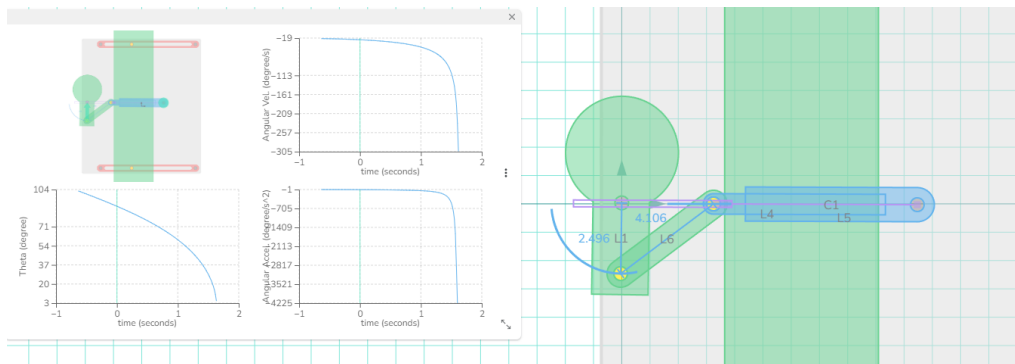 ×
-19
-113
-161
-209
-257
-305
Angular Vel. (degree/s)
-1
0
1
2
time (seconds)
104
71
54
37
20
3
Theta (degree)
-1
0
1
2
time (seconds)
-1
-705
-1409
-2113
-2817
-3521
-4225
Angular Accel. (degree/s^2)
-1
0
1
2
time (seconds)
L
4.106
2.496
L1
L6
L4
C1
L5